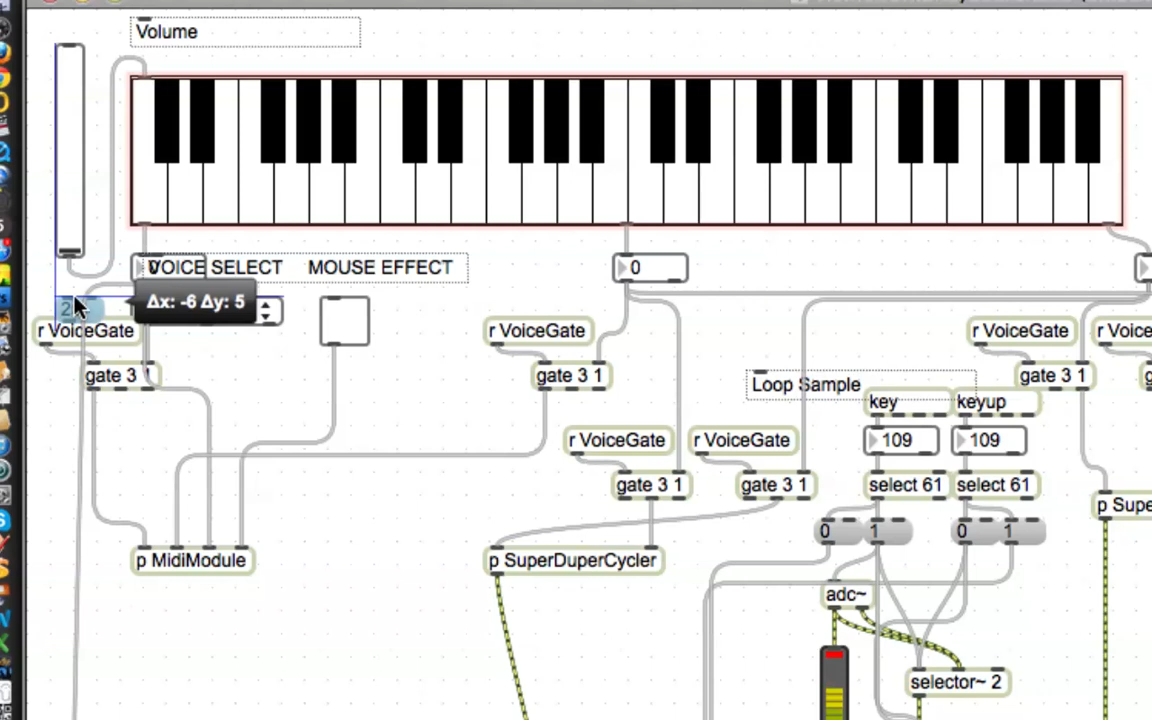 Volume
VOICE SELECT MOUSE EFFECT
0
Δx: -6 Δy: 5
r VoiceGate
r VoiceGate
r VoiceGate
r Voice
gate 3 1
gate 3 1
gate 3 1
Loop Sample
key
keyup
r VoiceGate
r VoiceGate
109
109
gate 3 1
gate 3 1
select 61
select 61
p Supe
0
1
0
1
p MidiModule
p SuperDuperCycler
adc~
selector~ 2